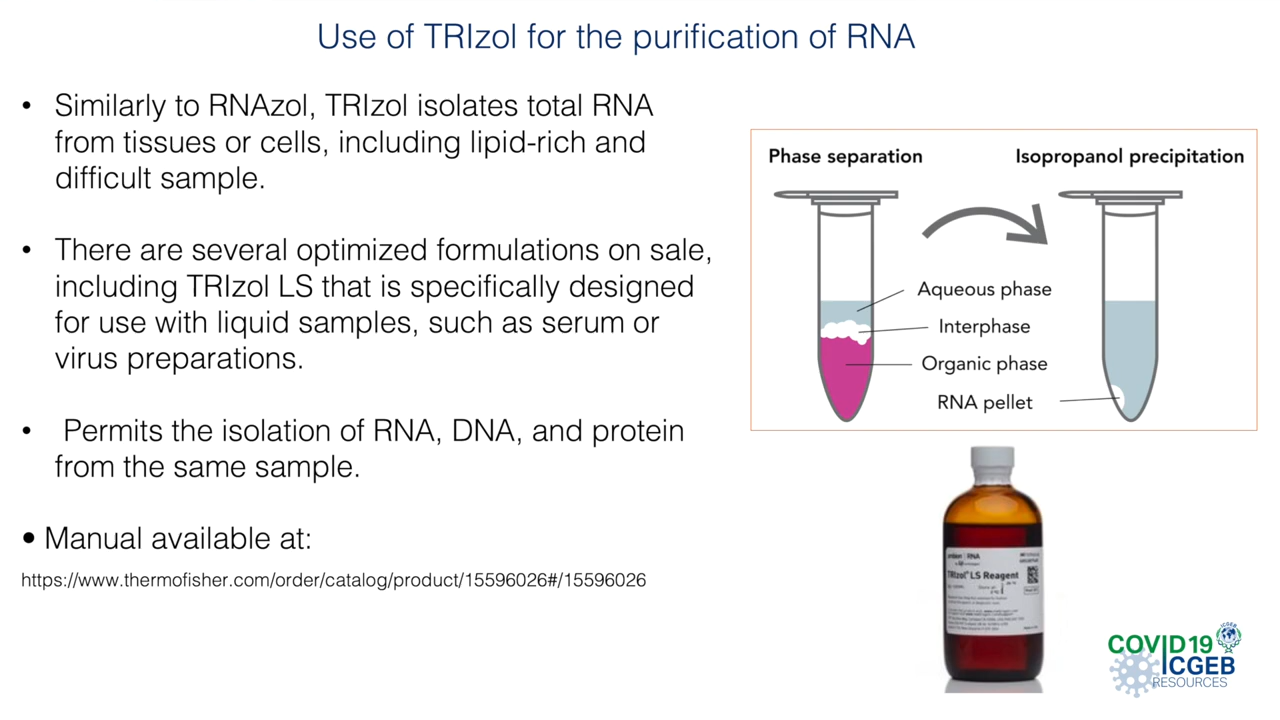 Use of TRIzol for the purification of RNA
• Similarly to RNAzol, TRIzol isolates total RNA
from tissues or cells, including lipid-rich and
difficult sample.
• There are several optimized formulations on sale,
including TRIzol LS that is specifically designed
for use with liquid samples, such as serum or
virus preparations.
• Permits the isolation of RNA, DNA, and protein
from the same sample.
• Manual available at:
https://www.thermofisher.com/order/catalog/product/15596026#/15596026
Phase separation
Isopropanol precipitation
Aqueous phase
Interphase
Organic phase
RNA pellet
RNA
TRIzol® LS Reagent
COVID19
ICGEB
ICGEB
RESOURCES